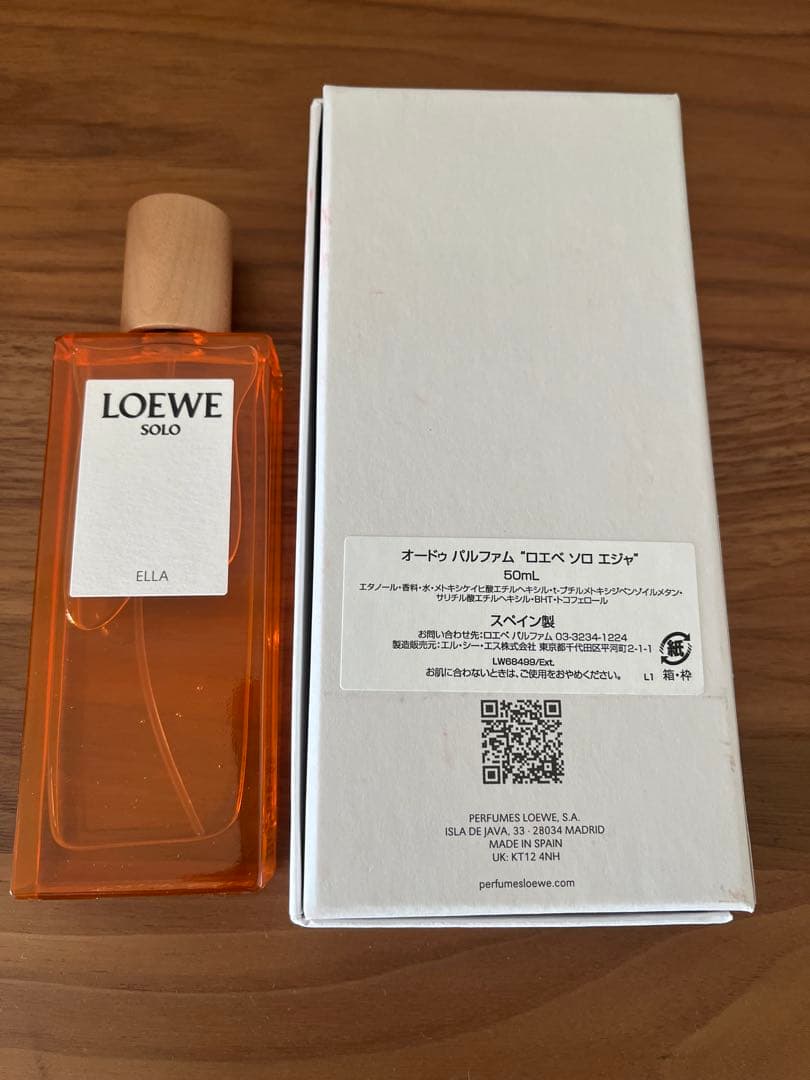 LOEWE
SOLO
ELLA
オードゥ パルファム "ロエベ ソロ エジャ"
50mL
エタノール・香料・水・メトキシケイヒ酸エチルヘキシル・t-ブチルメトキシジベンゾイルメタン・
サリチル酸エチルヘキシル・BHT・トコフェロール
スペイン製
お問い合わせ先:ロエベ パルファム 03-3234-1224
製造販売元:エル・シー・エス株式会社 東京都千代田区平河町2-1-1
LW68499/Ext.
お肌に合わないときは、ご使用をおやめください。
L1
紙
箱・枠
PERFUMES LOEWE, S.A.
ISLA DE JAVA, 33 · 28034 MADRID
MADE IN SPAIN
UK: KT12 4NH
perfumesloewe.com